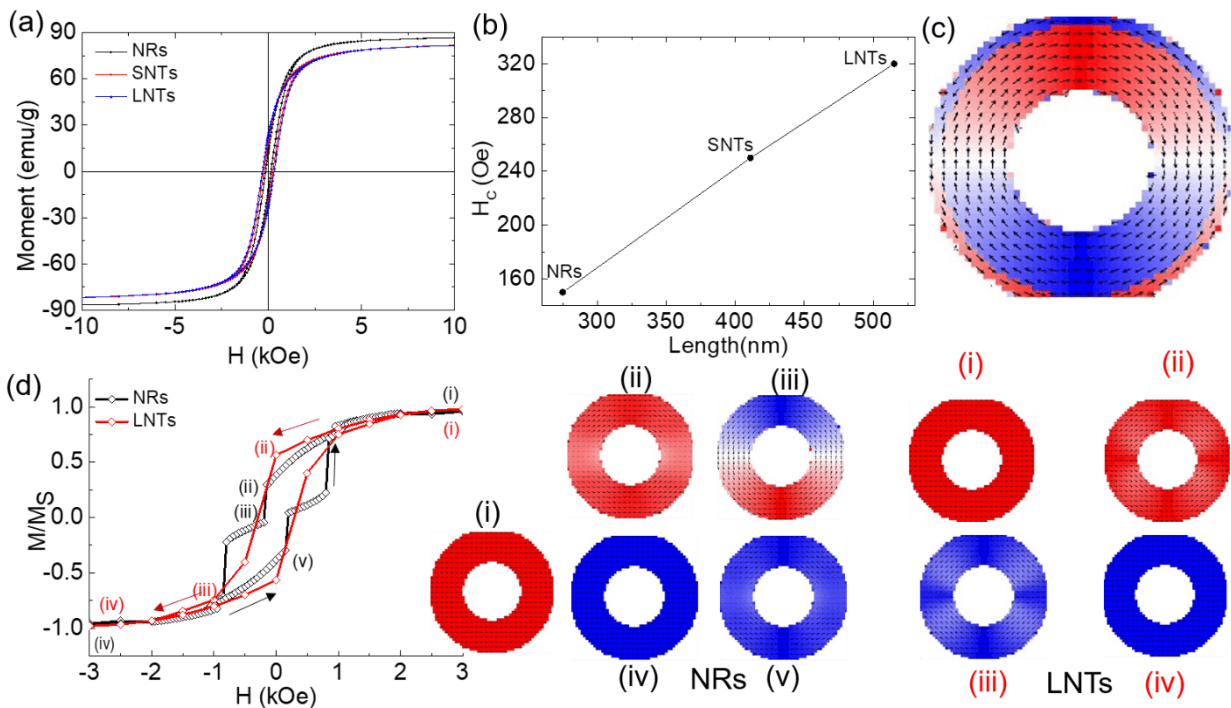 (a)
90
60
30
0
-30
-60
-90
Moment (emu/g)
NRs
SNTs
LNTs
-10
-5
0
5
10
H (kOe)
(b)
320
280
240
200
160
H_C (Oe)
NRs
SNTs
LNTs
300
350
400
450
500
Length(nm)
(c)
(d)
1.0
0.5
0.0
-0.5
-1.0
M/M_S
NRs
LNTs
(i)
(i)
(ii)
(ii)
(iii)
(iii)
(iv)
(iv)
(v)
-3
-2
-1
0
1
2
3
H (kOe)
(ii)
(iii)
(i)
(iv)
NRs
(v)
(i)
(ii)
(iii)
LNTs
(iv)